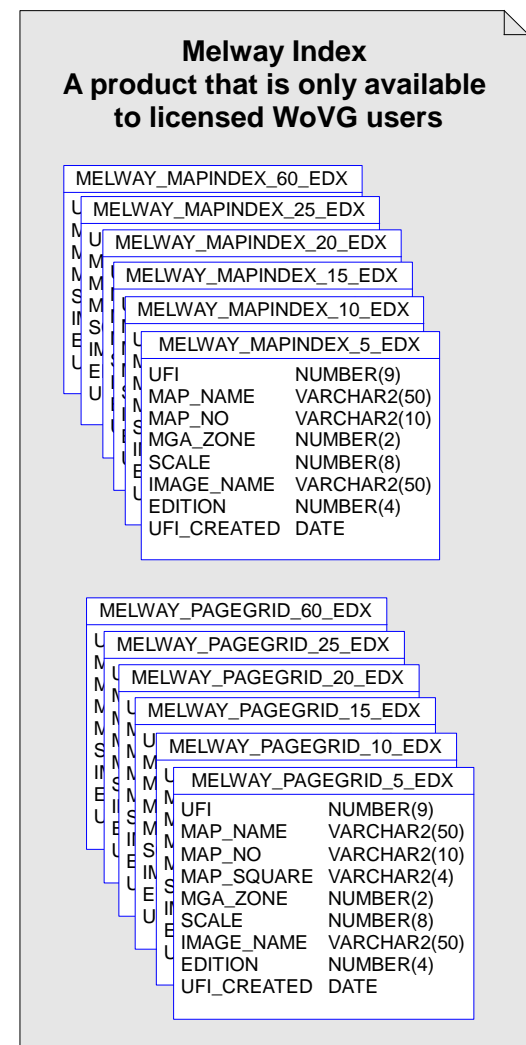 Melway Index
A product that is only available
to licensed WoVG users
MELWAY_MAPINDEX_60_EDX
MELWAY_MAPINDEX_25_EDX
MELWAY_MAPINDEX_20_EDX
MELWAY_MAPINDEX_15_EDX
MELWAY_MAPINDEX_10_EDX
MELWAY_MAPINDEX_5_EDX
UFI NUMBER(9)
MAP_NAME VARCHAR2(50)
MAP_NO VARCHAR2(10)
MGA_ZONE NUMBER(2)
SCALE NUMBER(8)
IMAGE_NAME VARCHAR2(50)
EDITION NUMBER(4)
UFI_CREATED DATE
MELWAY_PAGEGRID_60_EDX
MELWAY_PAGEGRID_25_EDX
MELWAY_PAGEGRID_20_EDX
MELWAY_PAGEGRID_15_EDX
MELWAY_PAGEGRID_10_EDX
MELWAY_PAGEGRID_5_EDX
UFI NUMBER(9)
MAP_NAME VARCHAR2(50)
MAP_NO VARCHAR2(10)
MAP_SQUARE VARCHAR2(4)
MGA_ZONE NUMBER(2)
SCALE NUMBER(8)
IMAGE_NAME VARCHAR2(50)
EDITION NUMBER(4)
UFI_CREATED DATE